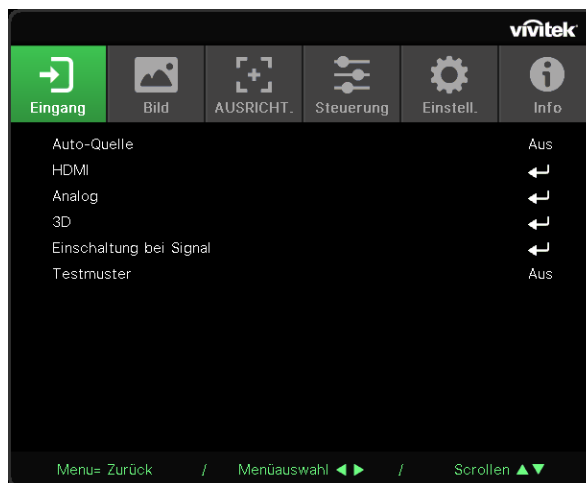 vivitek
Eingang Bild AUSRICHT. Steuerung Einstell. Info
Auto-Quelle Aus
HDMI
Analog
3D
Einschaltung bei Signal
Testmuster Aus
Menu= Zurück / Menüauswahl ◀ ▶ / Scrollen ▲▼